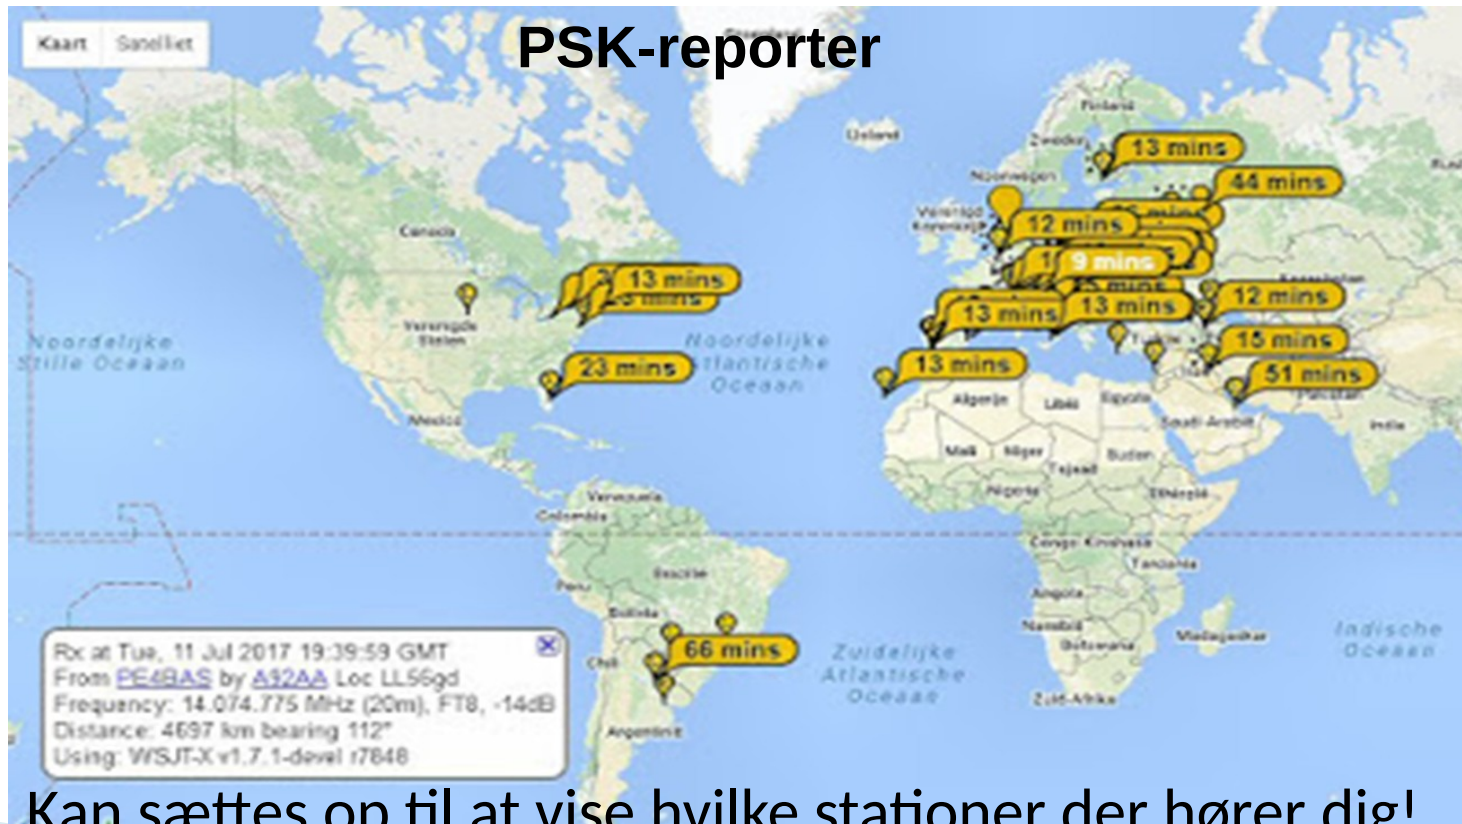 PSK-reporter
Kaart Satelliet
IJsland
Finland
Zweden
Noorwegen
13 mins
44 mins
Verenigd
Koninkrijk
12 mins
9 mins
Canada
13 mins
13 mins
13 mins
Kazachstan
12 mins
Verenigde
Staten
Noordelijke
Stille Oceaan
Noordelijke
Atlantische
Oceaan
15 mins
23 mins
13 mins
51 mins
Algerije
Libië
Egypte
Pakistan
Mexico
Saudi-Arabië
India
Mali
Niger
Tsjaad
Sudan
Nigeria
Ethiopië
Venezuela
Colombia
Congo-Kinshasa
Tanzania
Brazilië
Peru
Angola
Bolivia
Namibië
Botswana
Madagaskar
Indische
Oceaan
66 mins
Chili
Zuidelijke
Atlantische
Oceaan
Zuid-Afrika
Argentinië
Rx at Tue, 11 Jul 2017 19:39:59 GMT
From PE4BAS by A92AA Loc LL56gd
Frequency: 14.074.775 MHz (20m), FT8, -14dB
Distance: 4697 km bearing 112°
Using: WSJT-X v1.7.1-devel r7848
Kan sættes op til at vise hvilke stationer der hører dig!